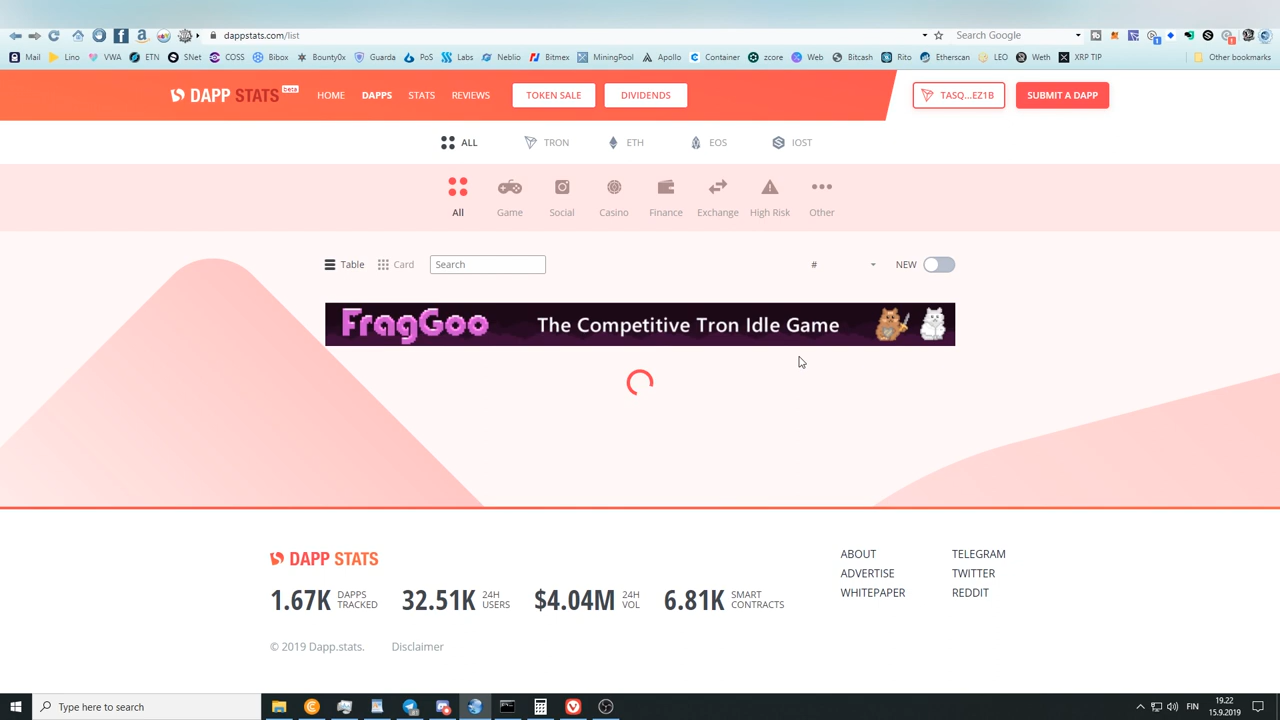 dappstats.com/list
Search Google
Mail Lino VWA ETN SNet COSS Bibox Bounty0x Guarda PoS Labs Neblio Bitmex MiningPool Apollo Container zcore Web Bitcash Rito Etherscan LEO Weth XRP TIP Other bookmarks
DAPP STATS beta HOME DAPPS STATS REVIEWS TOKEN SALE DIVIDENDS TASQ...EZ1B SUBMIT A DAPP
ALL TRON ETH EOS IOST
All Game Social Casino Finance Exchange High Risk Other
Table Card Search # NEW
FragGoo The Competitive Tron Idle Game
DAPP STATS
1.67K DAPPS TRACKED 32.51K 24H USERS $4.04M 24H VOL 6.81K SMART CONTRACTS
© 2019 Dapp.stats. Disclaimer
ABOUT TELEGRAM
ADVERTISE TWITTER
WHITEPAPER REDDIT
Type here to search
FIN
19.22
15.9.2019